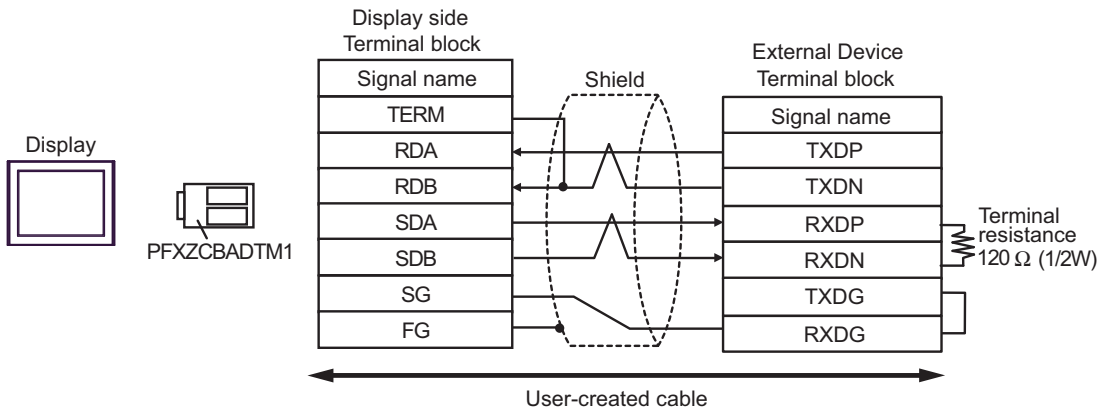 Display
PFXZCBADTM1
Display side
Terminal block
Signal name
TERM
RDA
RDB
SDA
SDB
SG
FG
Shield
External Device
Terminal block
Signal name
TXDP
TXDN
RXDP
RXDN
TXDG
RXDG
Terminal
resistance
120 Ω (1/2W)
User-created cable